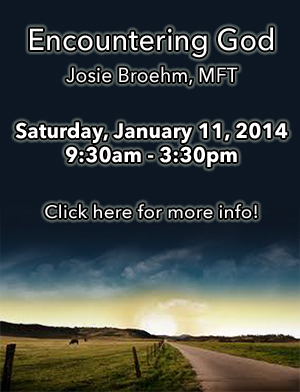 Encountering God
Josie Broehm, MFT
Saturday, January 11, 2014
9:30am - 3:30pm
Click here for more info!